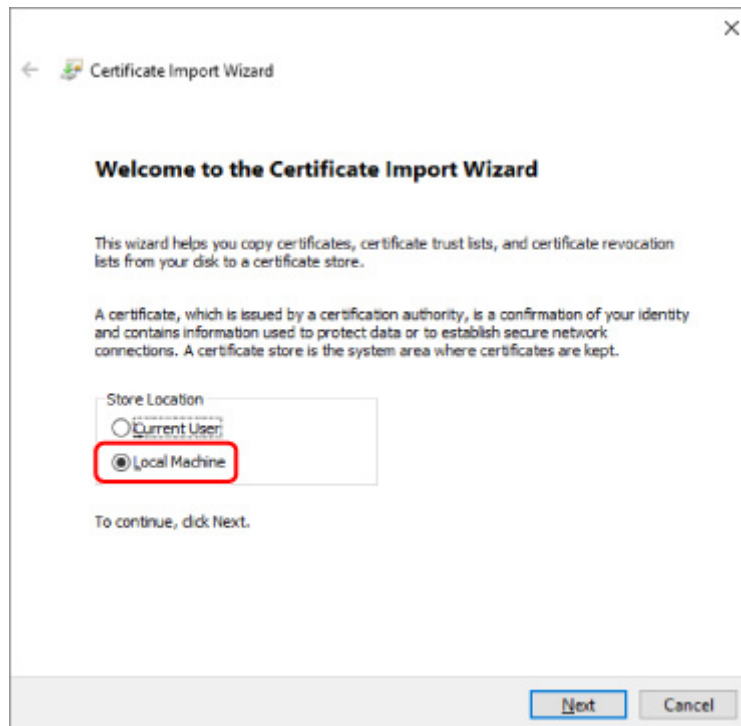 Certificate Import Wizard
Welcome to the Certificate Import Wizard
This wizard helps you copy certificates, certificate trust lists, and certificate revocation
lists from your disk to a certificate store.
A certificate, which is issued by a certification authority, is a confirmation of your identity
and contains information used to protect data or to establish secure network
connections. A certificate store is the system area where certificates are kept.
Store Location
Current User
Local Machine
To continue, click Next.
Next
Cancel